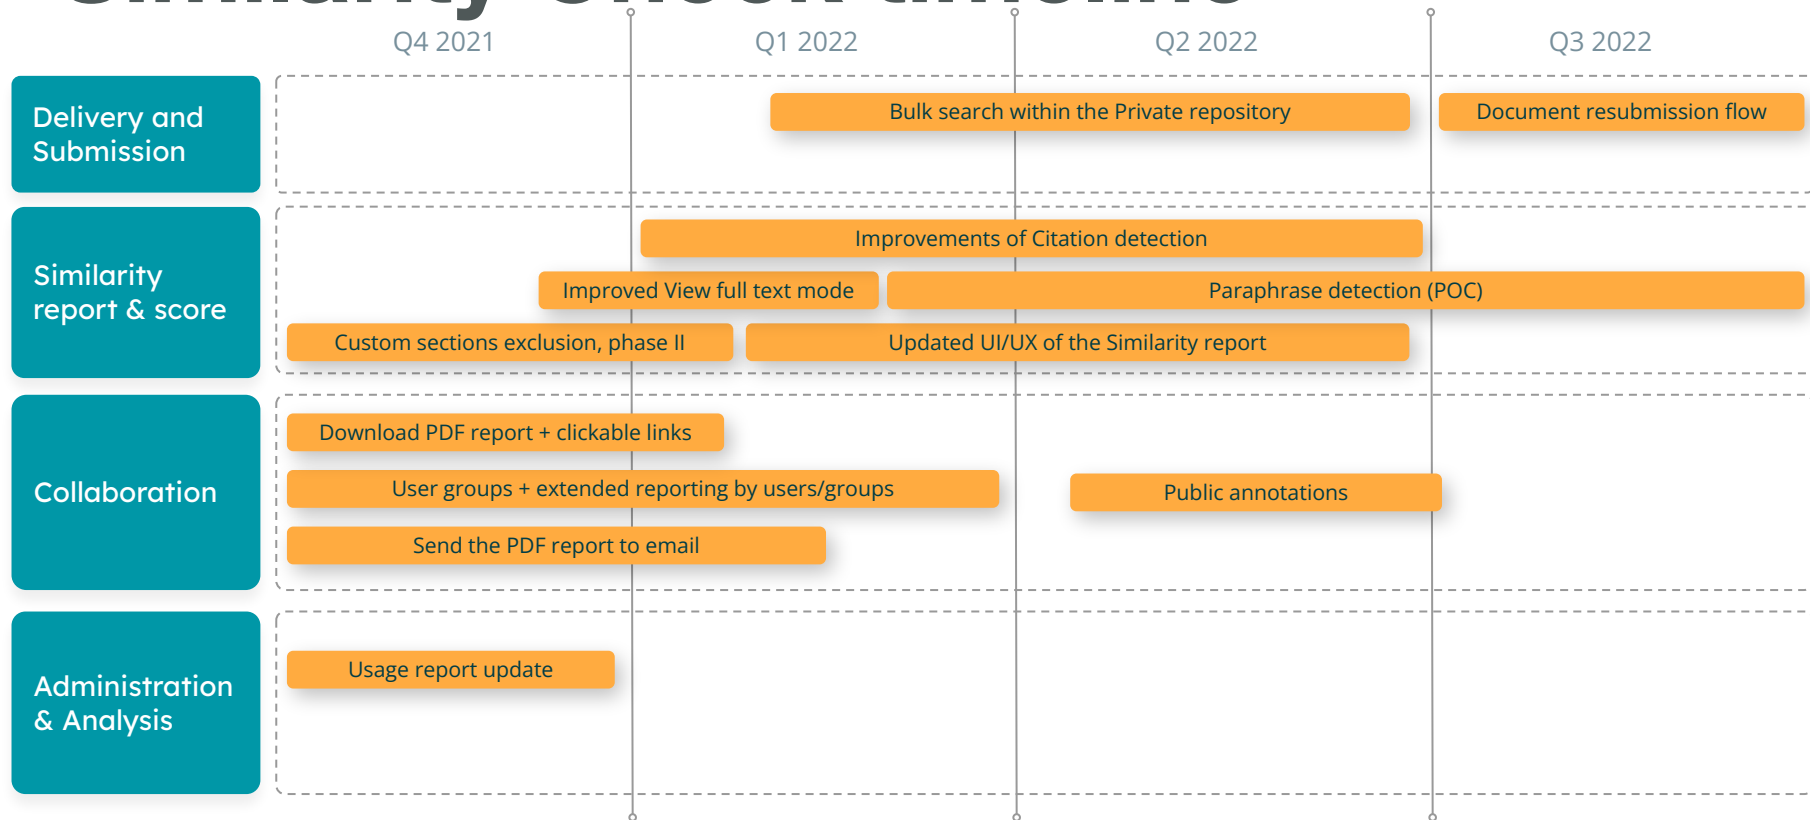 Similarity Check timeline
Q4 2021
Q1 2022
Q2 2022
Q3 2022
Delivery and
Submission
Bulk search within the Private repository
Document resubmission flow
Similarity
report & score
Improvements of Citation detection
Improved View full text mode
Paraphrase detection (POC)
Custom sections exclusion, phase II
Updated UI/UX of the Similarity report
Collaboration
Download PDF report + clickable links
User groups + extended reporting by users/groups
Public annotations
Send the PDF report to email
Administration
& Analysis
Usage report update